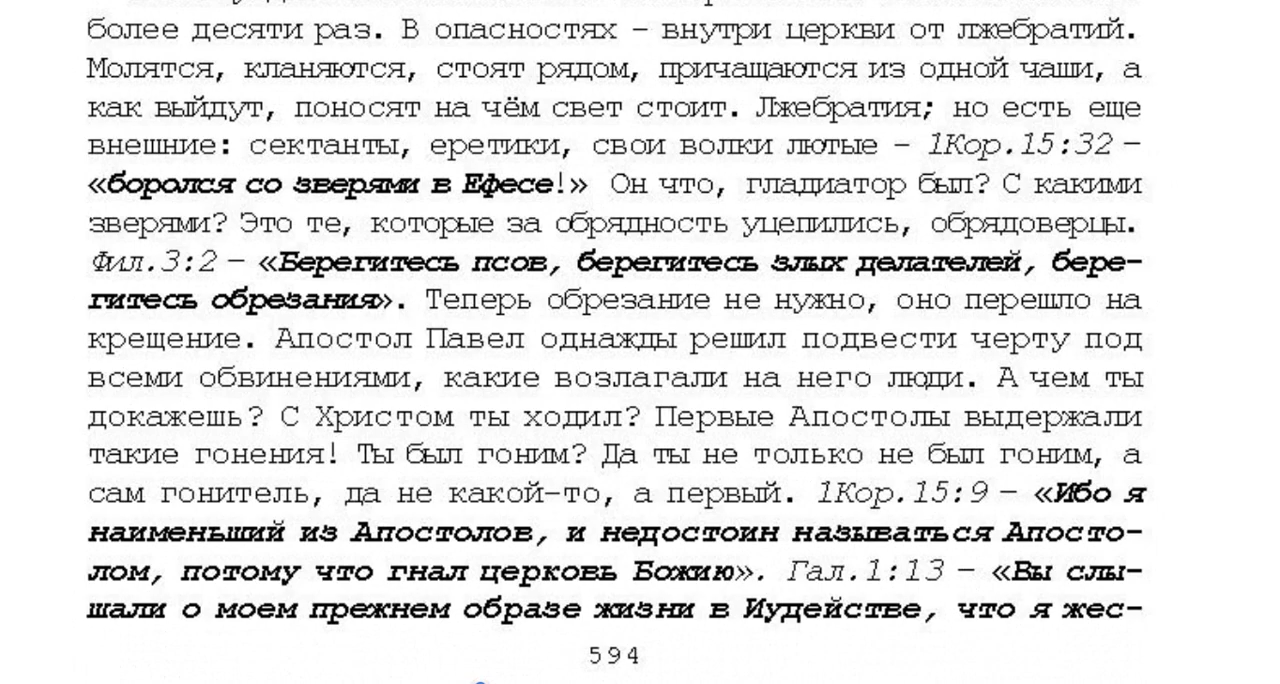 более десяти раз. В опасностях – внутри церкви от лжебратий.
Молятся, кланяются, стоят рядом, причащаются из одной чаши, а
как выйдут, поносят на чём свет стоит. Лжебратия; но есть еще
внешние: сектанты, еретики, свои волки лютые – 1Кор.15:32 –
«боролся со зверями в Ефесе!» Он что, гладиатор был? С какими
зверями? Это те, которые за обрядность уцепились, обрядоверцы.
Фил.3:2 – «Берегитесь псов, берегитесь злых делателей, бере-
гитесь обрезания». Теперь обрезание не нужно, оно перешло на
крещение. Апостол Павел однажды решил подвести черту под
всеми обвинениями, какие возлагали на него люди. А чем ты
докажешь? С Христом ты ходил? Первые Апостолы выдержали
такие гонения! Ты был гоним? Да ты не только не был гоним, а
сам гонитель, да не какой-то, а первый. 1Кор.15:9 – «Ибо я
наименьший из Апостолов, и недостоин называться Апосто-
лом, потому что гнал церковь Божию». Гал.1:13 – «Вы слы-
шали о моем прежнем образе жизни в Иудействе, что я жес-
594